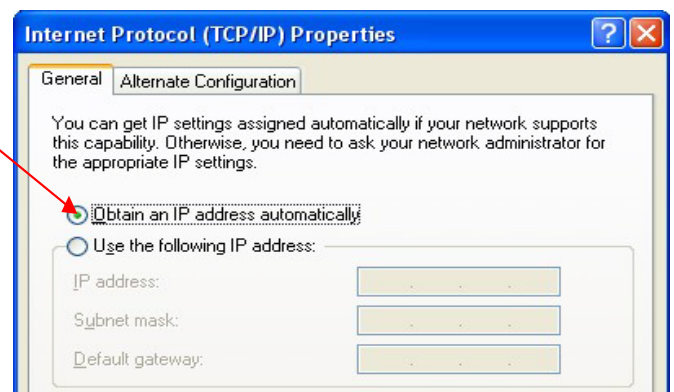 Internet Protocol (TCP/IP) Properties
General
Alternate Configuration
You can get IP settings assigned automatically if your network supports
this capability. Otherwise, you need to ask your network administrator for
the appropriate IP settings.
Obtain an IP address automatically
Use the following IP address:
IP address:
Subnet mask:
Default gateway: